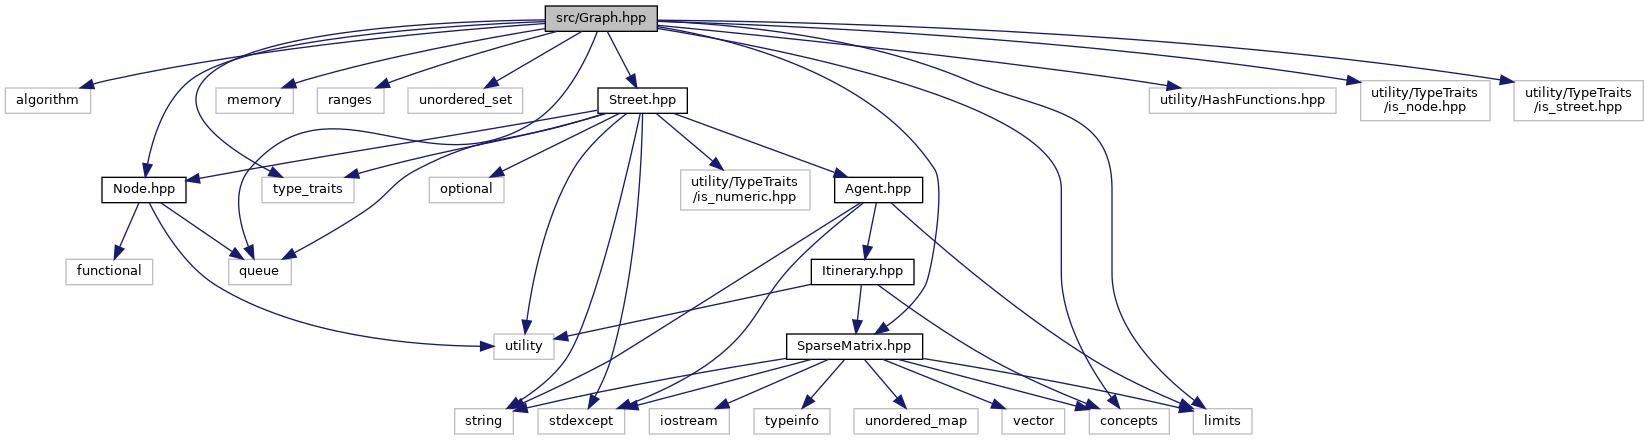 src/Graph.hpp
algorithm
memory
ranges
unordered_set
Street.hpp
utility/HashFunctions.hpp
utility/TypeTraits
/is_node.hpp
utility/TypeTraits
/is_street.hpp
Node.hpp
type_traits
optional
utility/TypeTraits
/is_numeric.hpp
Agent.hpp
functional
queue
Itinerary.hpp
utility
SparseMatrix.hpp
string
stdexcept
iostream
typeinfo
unordered_map
vector
concepts
limits